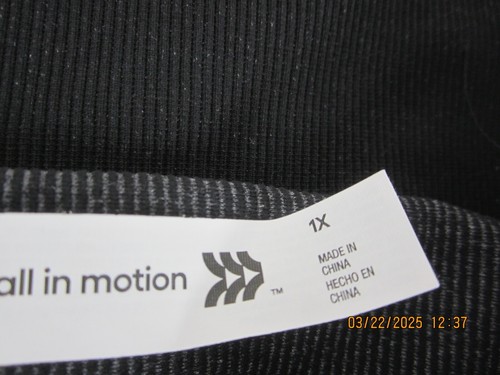 1X
all in motion
™
MADE IN
CHINA
HECHO EN
CHINA
03/22/2025 12:37